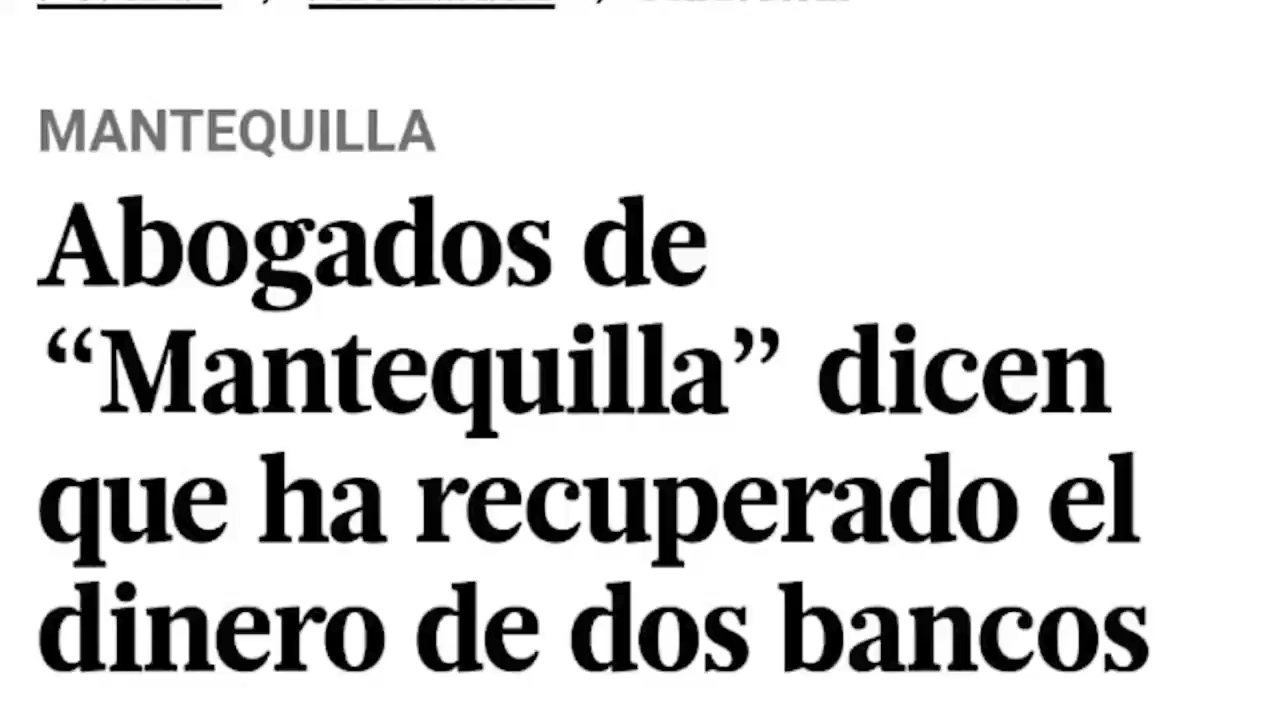 MANTEQUILLA
Abogados de
“Mantequilla” dicen
que ha recuperado el
dinero de dos bancos